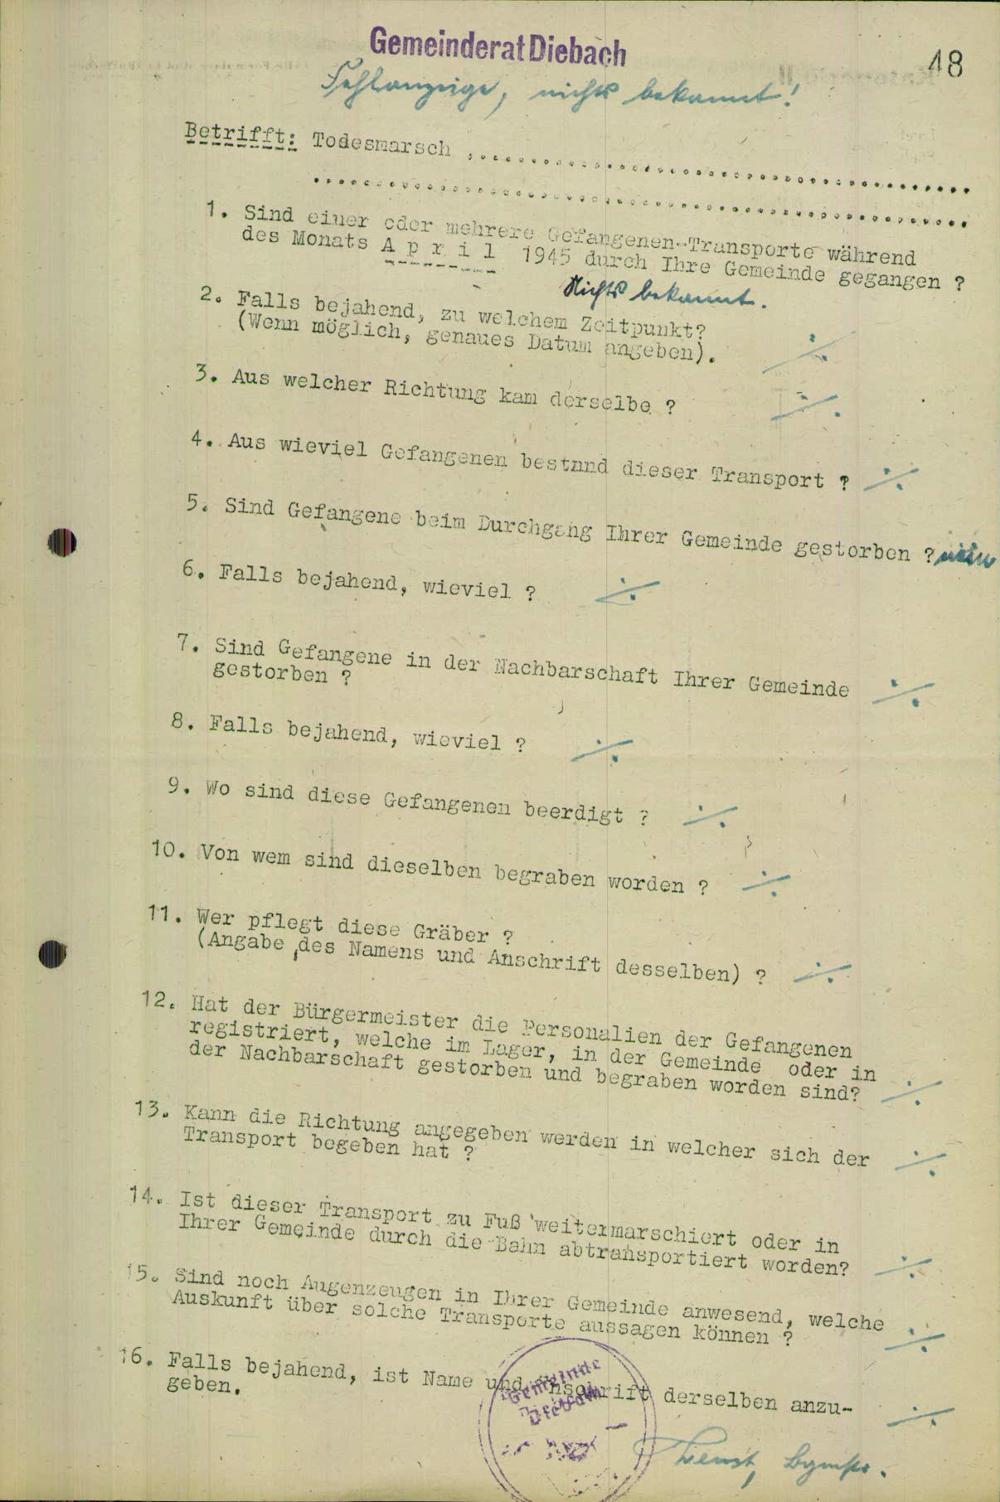 Gemeinderat Diebach
48
Fehlanzeige, nichts bekannt!
Betrifft: Todesmarsch ,..........................................
..........................................................
1. Sind einer oder mehrere Gefangenen-Transporte während
des Monats A p r i l 1945 durch Ihre Gemeinde gegangen ?
Nichts bekannt.
2. Falls bejahend, zu welchem Zeitpunkt?
(Wenn möglich, genaues Datum angeben). ·/.
3. Aus welcher Richtung kam derselbe ? ·/.
4. Aus wieviel Gefangenen bestand dieser Transport ? ·/.
5. Sind Gefangene beim Durchgang Ihrer Gemeinde gestorben ? nein
6. Falls bejahend, wieviel ? ·/.
7. Sind Gefangene in der Nachbarschaft Ihrer Gemeinde ·/.
gestorben ?
8. Falls bejahend, wieviel ? ·/.
9. Wo sind diese Gefangenen beerdigt ? ·/.
10. Von wem sind dieselben begraben worden ? ·/.
11. Wer pflegt diese Gräber ?
(Angabe des Namens und Anschrift desselben) ? ·/.
12. Hat der Bürgermeister die Personalien der Gefangenen
registriert, welche im Lager, in der Gemeinde oder in
der Nachbarschaft gestorben und begraben worden sind? ·/.
13. Kann die Richtung angegeben werden in welcher sich der
Transport begeben hat ? ·/.
14. Ist dieser Transport zu Fuß weitermarschiert oder in
Ihrer Gemeinde durch die Bahn abtransportiert worden? ·/.
15. Sind noch Augenzeugen in Ihrer Gemeinde anwesend, welche
Auskunft über solche Transporte aussagen können ? ·/.
16. Falls bejahend, ist Name und Anschrift derselben anzu-
geben. ·/.
Gemeinde
Diebach